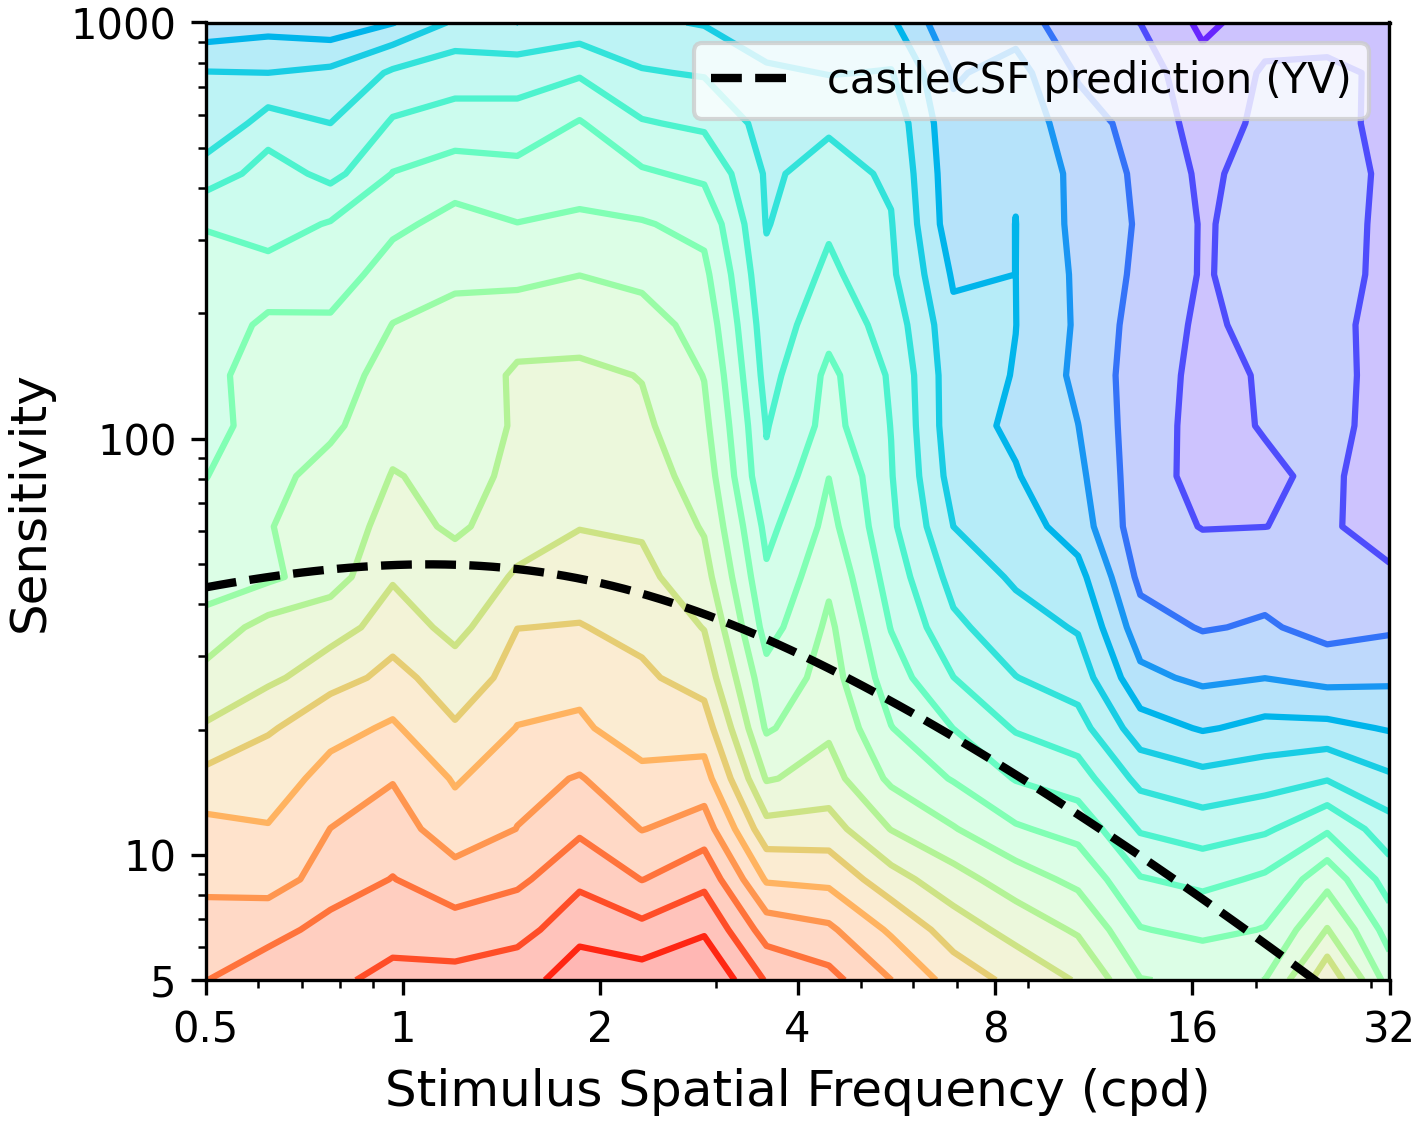 1000
castleCSF prediction (YV)
Sensitivity
100
10
5
0.5 1 2 4 8 16 32
Stimulus Spatial Frequency (cpd)